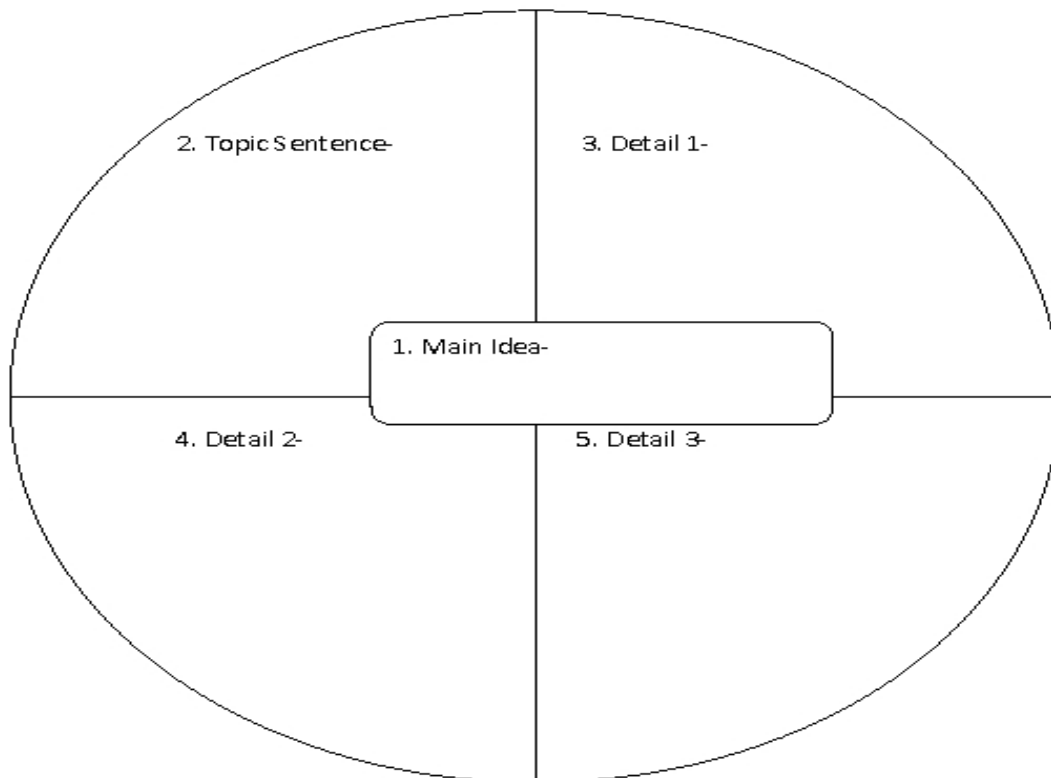 2. Topic Sentence-
3. Detail 1-
1. Main Idea-
4. Detail 2-
5. Detail 3-